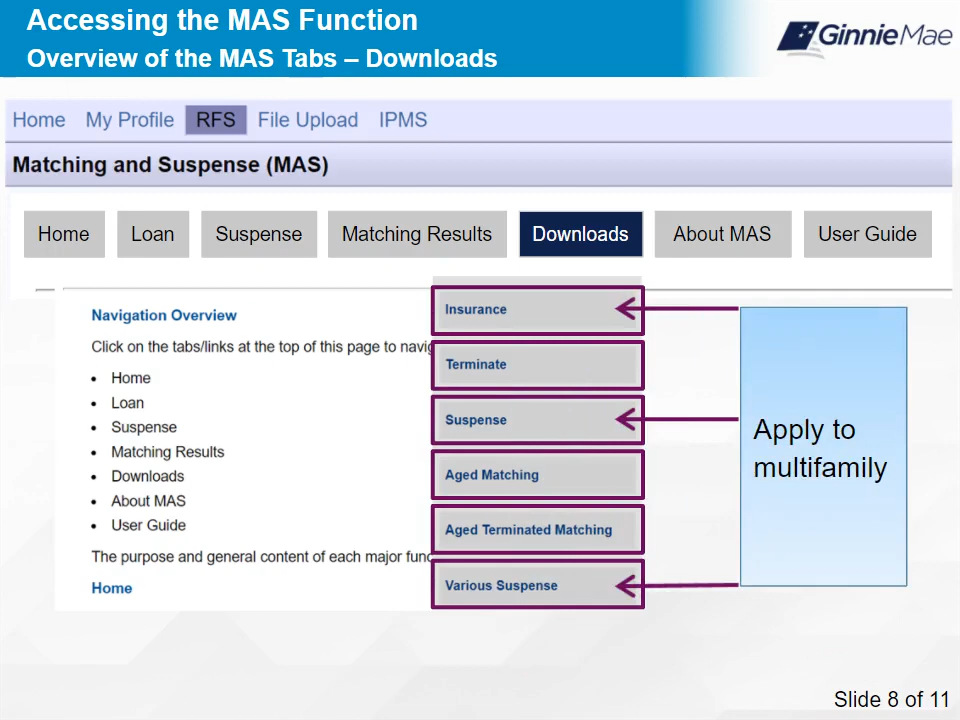 Accessing the MAS Function
Overview of the MAS Tabs – Downloads
GinnieMae
Home My Profile RFS File Upload IPMS
Matching and Suspense (MAS)
Home Loan Suspense Matching Results Downloads About MAS User Guide
Navigation Overview
Click on the tabs/links at the top of this page to
• Home
• Loan
• Suspense
• Matching Results
• Downloads
• About MAS
• User Guide
The purpose and general content of each major
Home
Insurance
Terminate
Suspense
Aged Matching
Aged Terminated Matching
Various Suspense
Apply to
multifamily
Slide 8 of 11